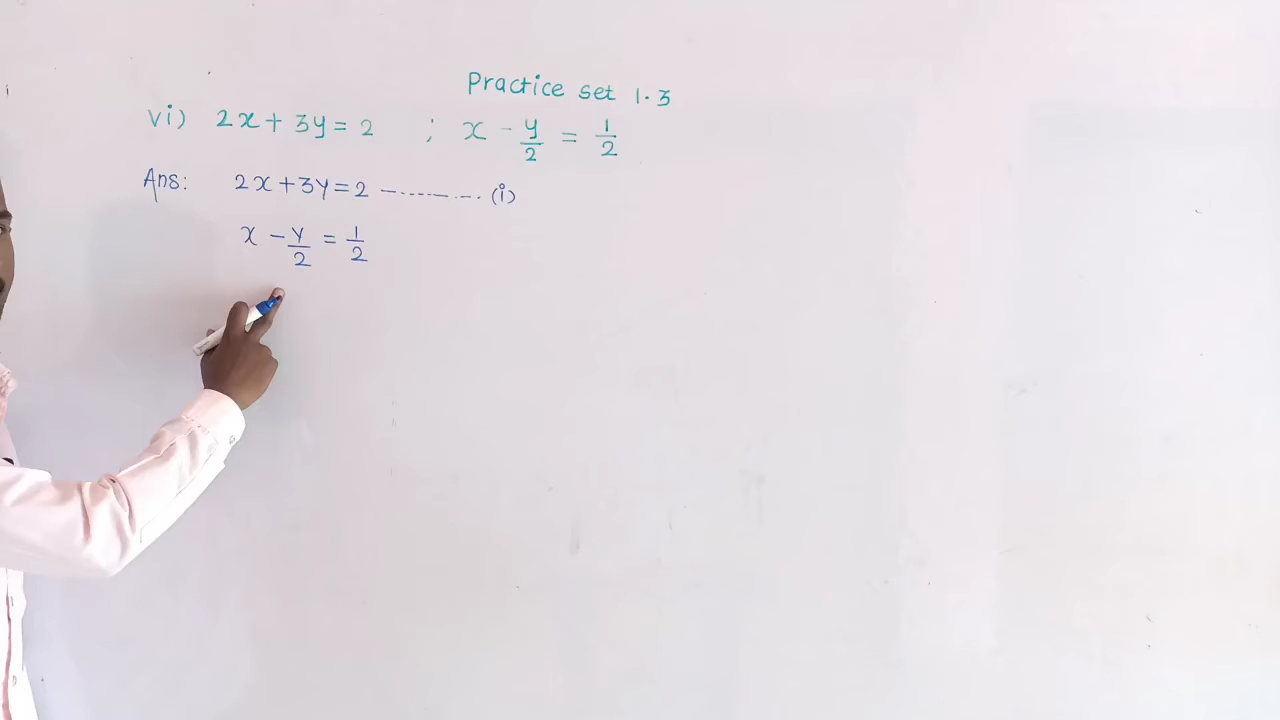 Practice set 1.3
vi) 2x + 3y = 2 ; x - y/2 = 1/2
Ans: 2x + 3y = 2 -------- (i)
x - y/2 = 1/2